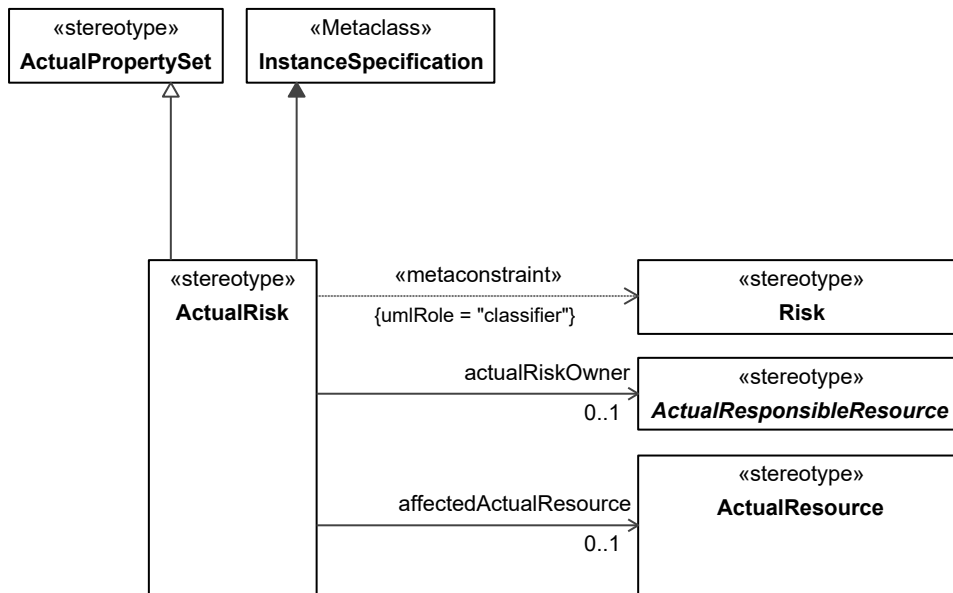 «stereotype»
ActualPropertySet
«Metaclass»
InstanceSpecification
«stereotype»
ActualRisk
«metaconstraint»
{umlRole = "classifier"}
«stereotype»
Risk
actualRiskOwner
0..1
«stereotype»
ActualResponsibleResource
affectedActualResource
0..1
«stereotype»
ActualResource